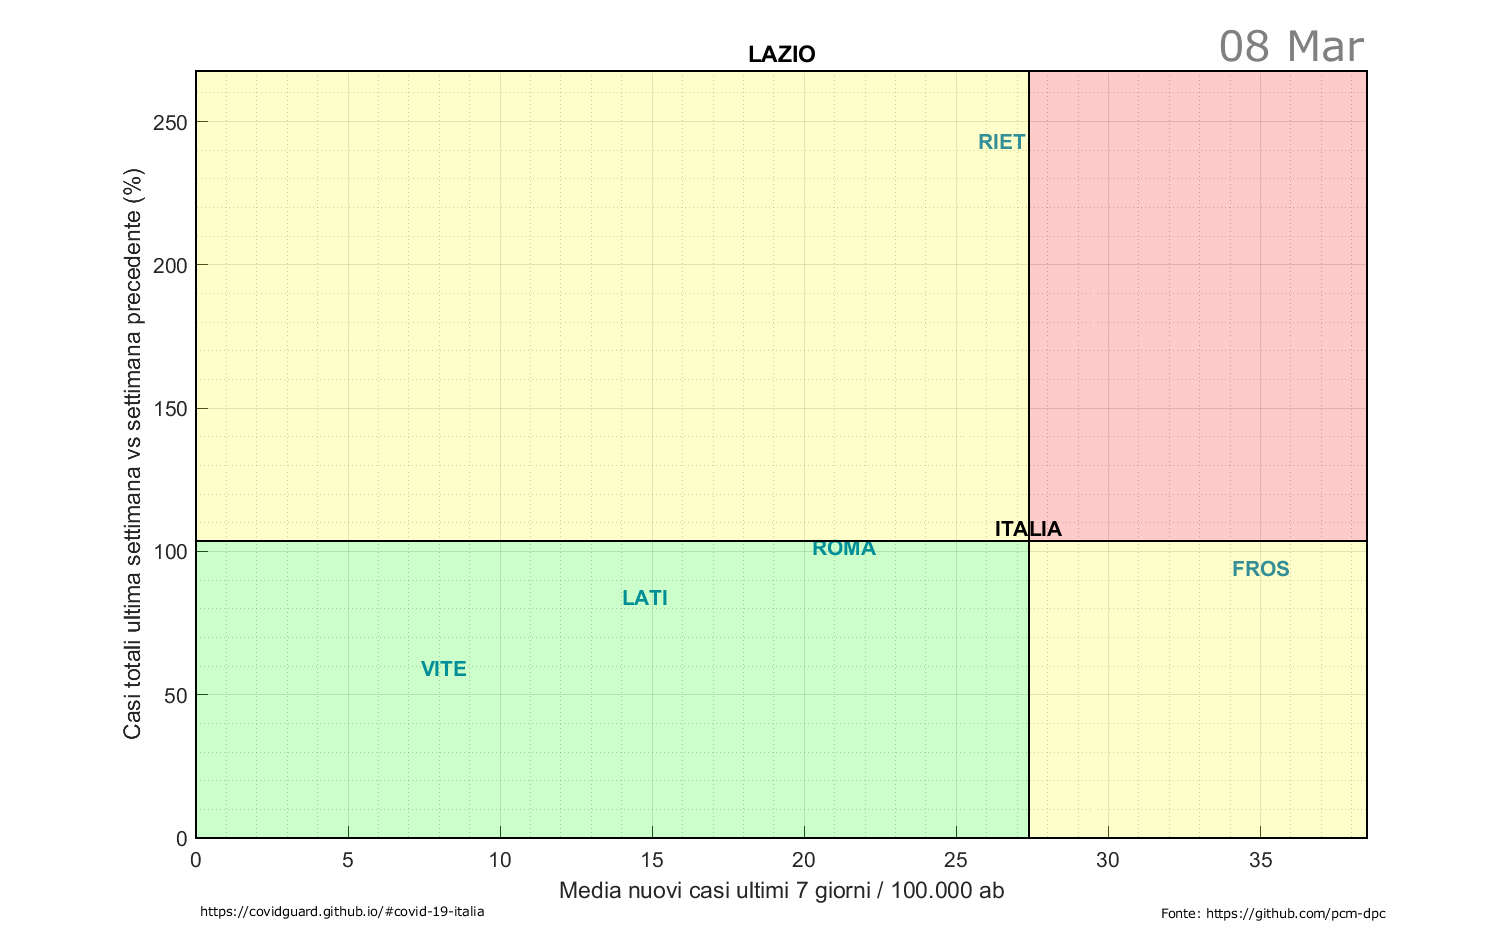 08 Mar
LAZIO
Casi totali ultima settimana vs settimana precedente (%)
250
200
150
100
50
0
RIET
ITALIA
ROMA
FROS
LATI
VITE
0 5 10 15 20 25 30 35
Media nuovi casi ultimi 7 giorni / 100.000 ab
https://covidguard.github.io/#covid-19-italia
Fonte: https://github.com/pcm-dpc